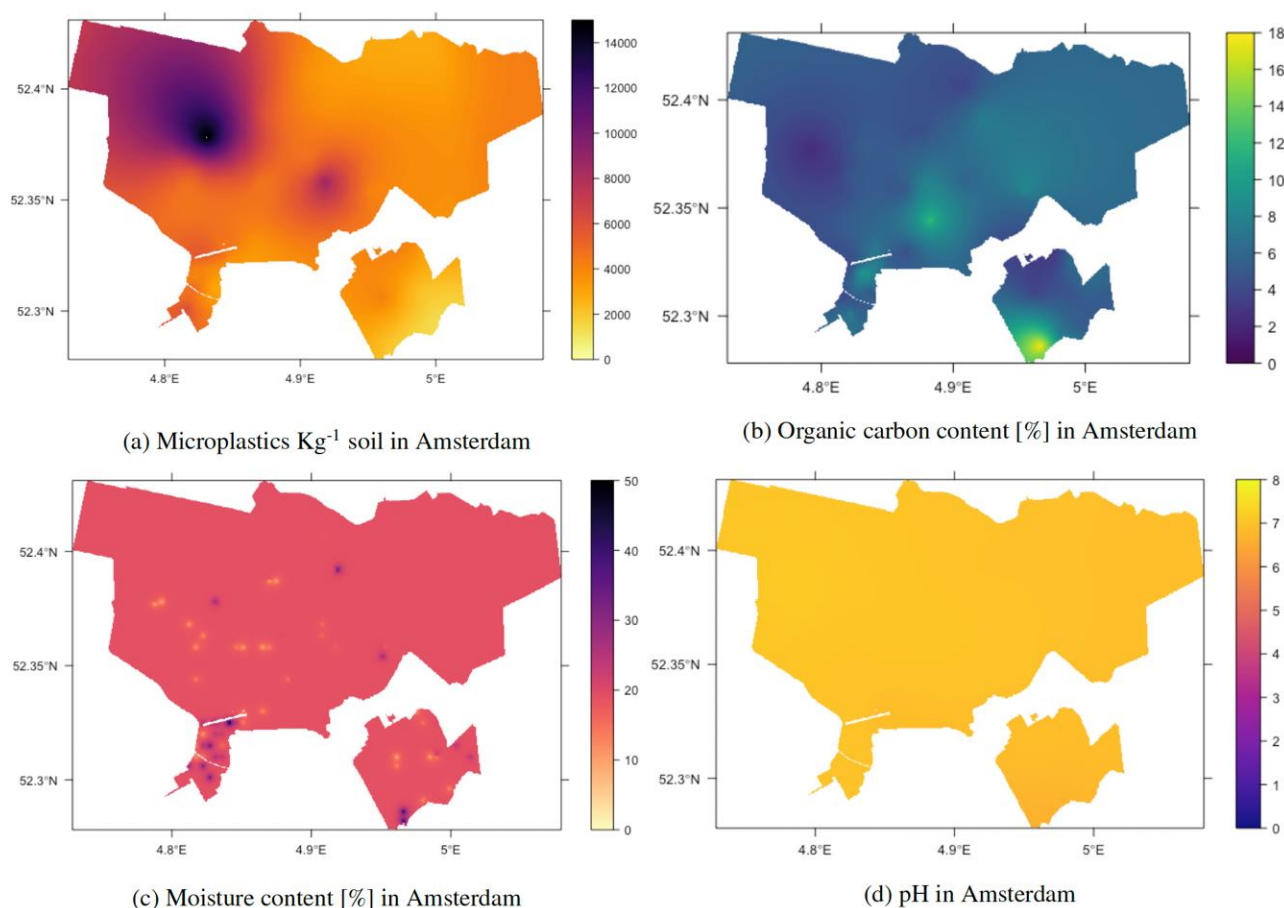 52.4°N
52.35°N
52.3°N
4.8°E
4.9°E
5°E
14000
12000
10000
8000
6000
4000
2000
0
(a) Microplastics Kg-1 soil in Amsterdam
52.4°N
52.35°N
52.3°N
4.8°E
4.9°E
5°E
18
16
14
12
10
8
6
4
2
0
(b) Organic carbon content [%] in Amsterdam
52.4°N
52.35°N
52.3°N
4.8°E
4.9°E
5°E
50
40
30
20
10
0
(c) Moisture content [%] in Amsterdam
52.4°N
52.35°N
52.3°N
4.8°E
4.9°E
5°E
8
7
6
5
4
3
2
1
0
(d) pH in Amsterdam